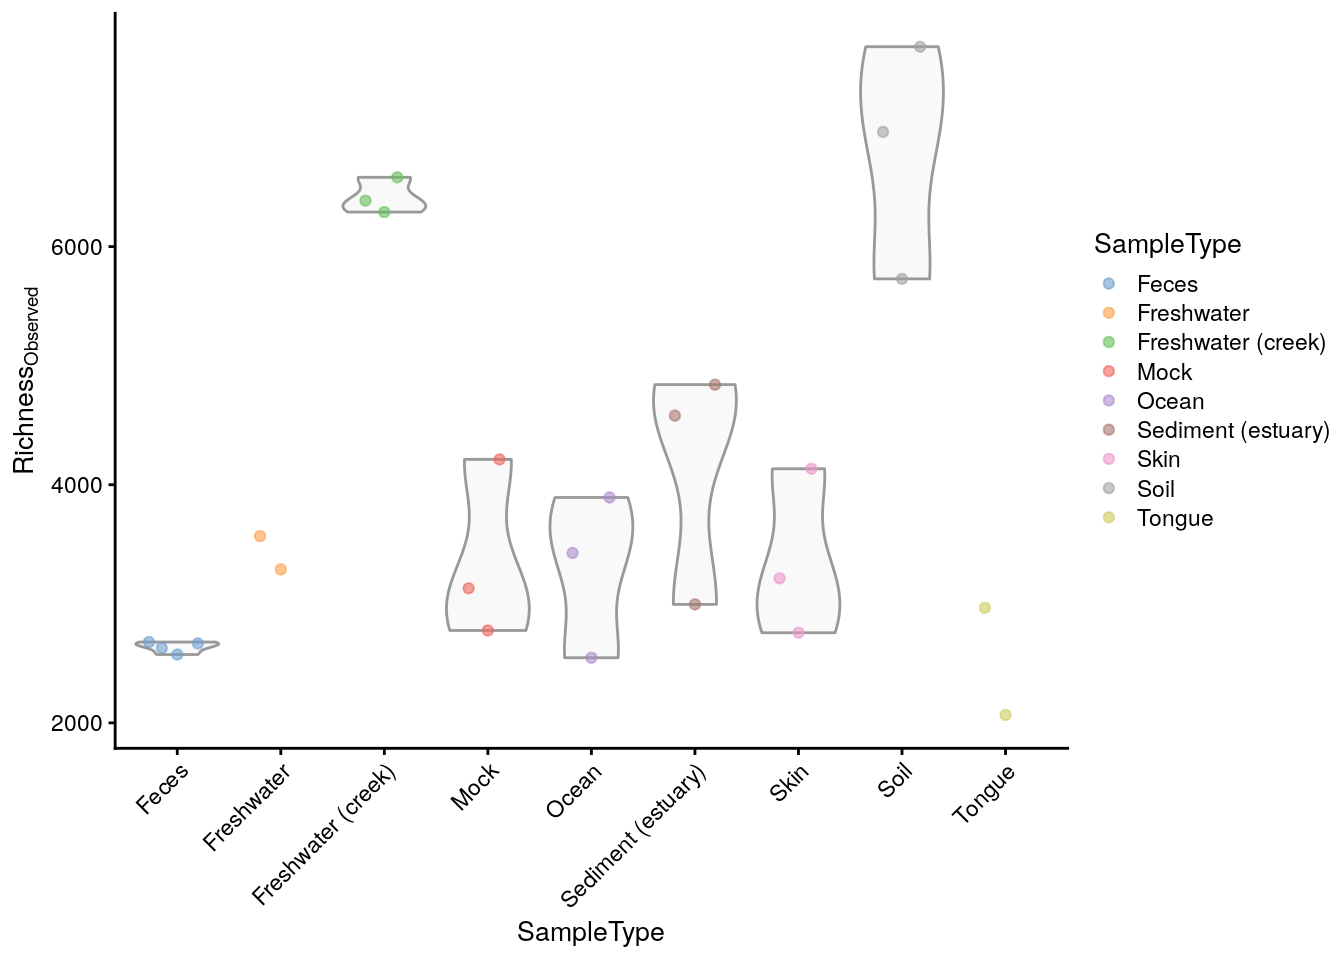 Richness Observed
6000
4000
2000
Feces
Freshwater
Freshwater (creek)
Mock
Ocean
Sediment (estuary)
Skin
Soil
Tongue
SampleType
SampleType
Feces
Freshwater
Freshwater (creek)
Mock
Ocean
Sediment (estuary)
Skin
Soil
Tongue